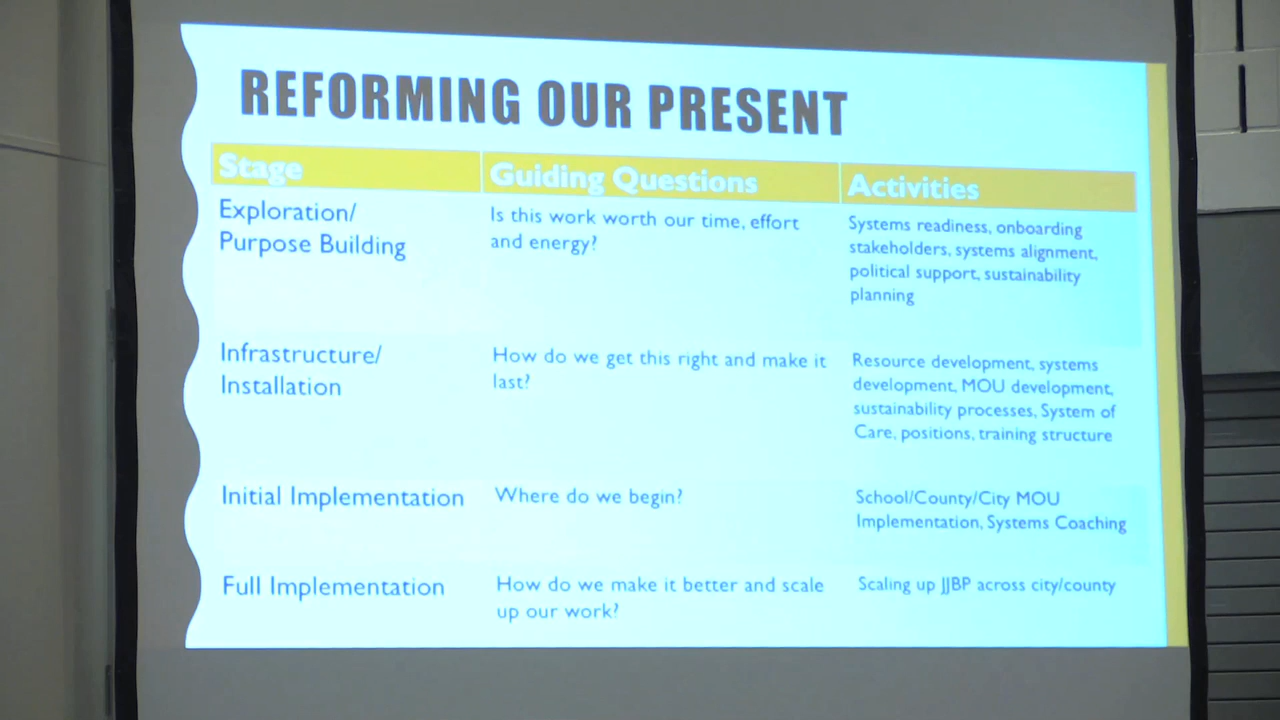 REFORMING OUR PRESENT
Stage
Guiding Questions
Activities
Exploration/
Purpose Building
Is this work worth our time, effort
and energy?
Systems readiness, onboarding
stakeholders, systems alignment,
political support, sustainability
planning
Infrastructure/
Installation
How do we get this right and make it
last?
Resource development, systems
development, MOU development,
sustainability processes, System of
Care, positions, training structure
Initial Implementation
Where do we begin?
School/County/City MOU
Implementation, Systems Coaching
Full Implementation
How do we make it better and scale
up our work?
Scaling up JJBP across city/county